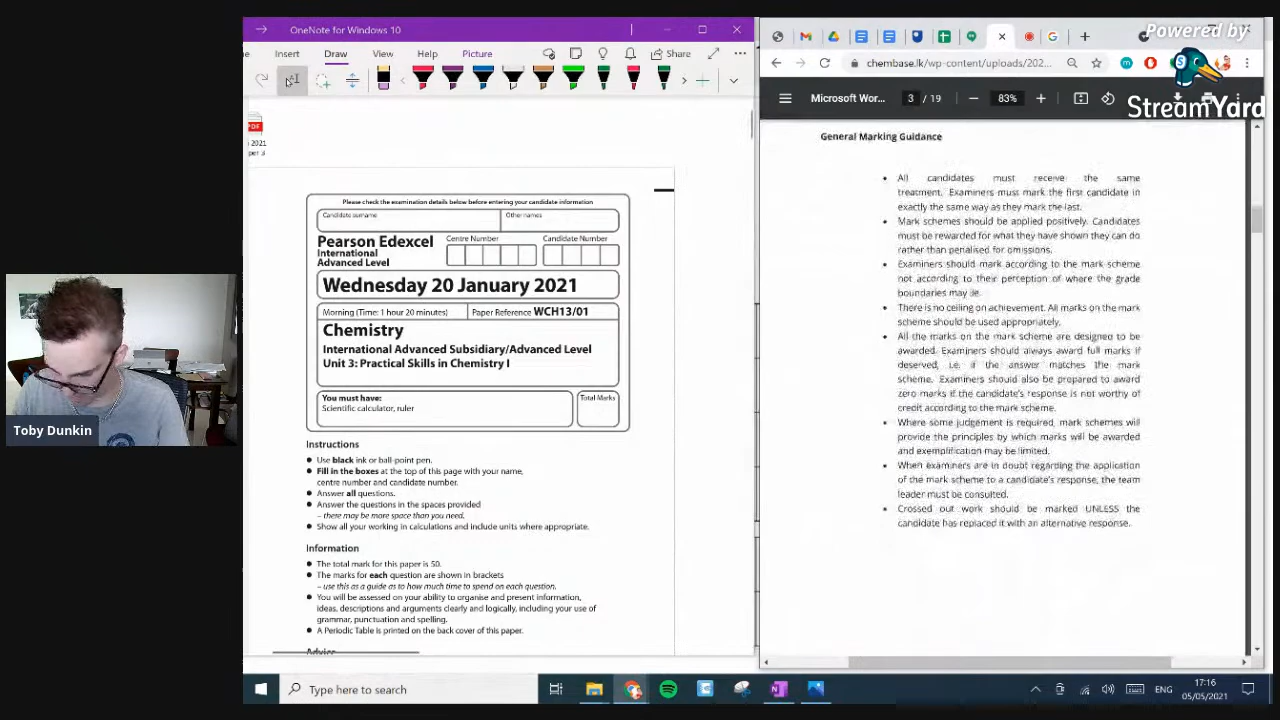 OneNote for Windows 10
Insert
Draw
View
Help
Picture
Share
PDF
2021
per 3
Please check the examination details below before entering your candidate information
Candidate surname
Other names
Pearson Edexcel
International
Advanced Level
Centre Number
Candidate Number
Wednesday 20 January 2021
Morning (Time: 1 hour 20 minutes)
Paper Reference WCH13/01
Chemistry
International Advanced Subsidiary/Advanced Level
Unit 3: Practical Skills in Chemistry I
You must have:
Scientific calculator, ruler
Total Marks
Instructions
● Use black ink or ball-point pen.
● Fill in the boxes at the top of this page with your name,
centre number and candidate number.
● Answer all questions.
● Answer the questions in the spaces provided
– there may be more space than you need.
● Show all your working in calculations and include units where appropriate.
Information
● The total mark for this paper is 50.
● The marks for each question are shown in brackets
– use this as a guide as to how much time to spend on each question.
● You will be assessed on your ability to organise and present information,
ideas, descriptions and arguments clearly and logically, including your use of
grammar, punctuation and spelling.
● A Periodic Table is printed on the back cover of this paper.
Advice
Toby Dunkin
Powered by
StreamYard
chembase.lk/wp-content/uploads/202...
Microsoft Wor...
3 / 19
83%
General Marking Guidance
• All candidates must receive the same
treatment. Examiners must mark the first candidate in
exactly the same way as they mark the last.
• Mark schemes should be applied positively. Candidates
must be rewarded for what they have shown they can do
rather than penalised for omissions.
• Examiners should mark according to the mark scheme
not according to their perception of where the grade
boundaries may lie.
• There is no ceiling on achievement. All marks on the mark
scheme should be used appropriately.
• All the marks on the mark scheme are designed to be
awarded. Examiners should always award full marks if
deserved, i.e. if the answer matches the mark
scheme. Examiners should also be prepared to award
zero marks if the candidate's response is not worthy of
credit according to the mark scheme.
• Where some judgement is required, mark schemes will
provide the principles by which marks will be awarded
and exemplification may be limited.
• When examiners are in doubt regarding the application
of the mark scheme to a candidate's response, the team
leader must be consulted.
• Crossed out work should be marked UNLESS the
candidate has replaced it with an alternative response.
Type here to search
ENG
17:16
05/05/2021